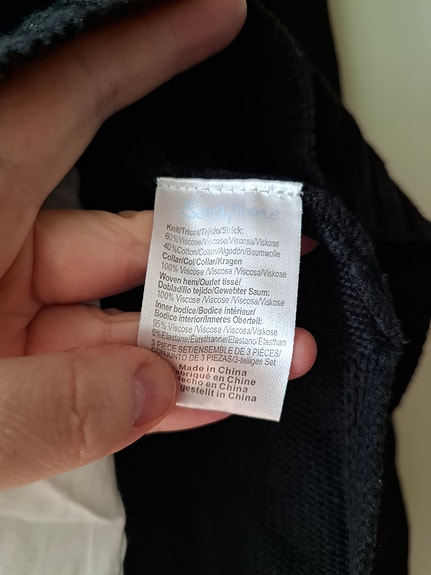 Knit/Tricot/Tejido/Strick:
60%Viscose/Viscose/Viscosa/Viskose
40%Cotton/Coton/Algodón/Baumwolle
Collar/Col/Collar/Kragen
100% Viscose /Viscose /Viscosa/Viskose
Woven hem/Ourlet tissé/
Dobladillo tejido/Gewebter Saum:
100% Viscose /Viscose /Viscosa/Viskose
Inner bodice/Bodice intérieur/
Bodice interior/Inneres Oberteil:
95% Viscose /Viscose /Viscosa/Viskose
Elastane/Élasthanne/Elastano/Elasthan
3 PIECE SET/ENSEMBLE DE 3 PIÈCES/
CONJUNTO DE 3 PIEZAS/3-teiliges Set
Made in China
abriqué en Chine
Hecho en China
gestellt in China